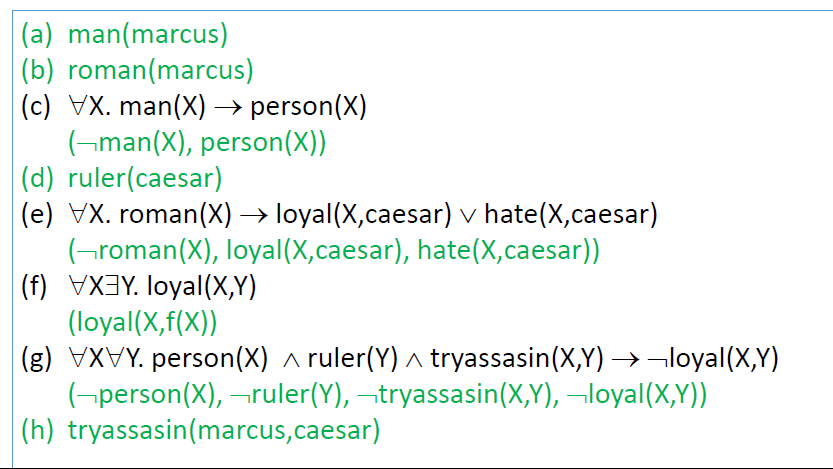 (a) man(marcus)
(b) roman(marcus)
(c) ∀X. man(X) → person(X)
(¬man(X), person(X))
(d) ruler(caesar)
(e) ∀X. roman(X) → loyal(X,caesar) ∨ hate(X,caesar)
(¬roman(X), loyal(X,caesar), hate(X,caesar))
(f) ∀X∃Y. loyal(X,Y)
(loyal(X,f(X))
(g) ∀X∀Y. person(X) ∧ ruler(Y) ∧ tryassasin(X,Y) → ¬loyal(X,Y)
(¬person(X), ¬ruler(Y), ¬tryassasin(X,Y), ¬loyal(X,Y))
(h) tryassasin(marcus,caesar)